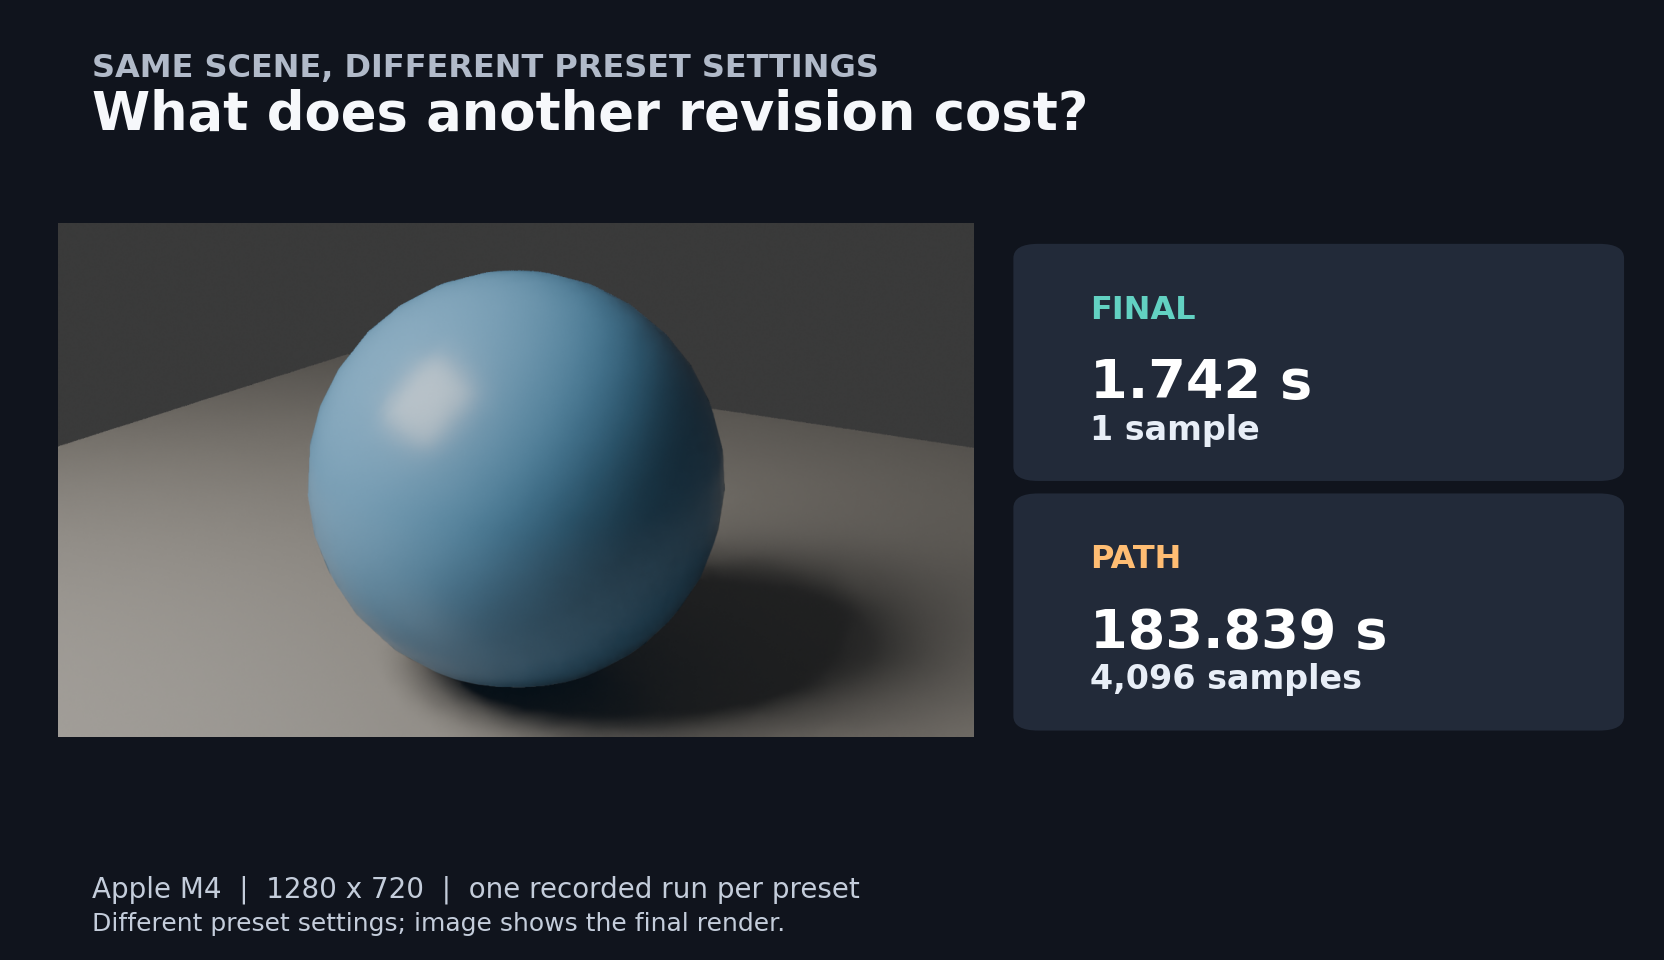 SAME SCENE, DIFFERENT PRESET SETTINGS
What does another revision cost?
FINAL
1.742 s
1 sample
PATH
183.839 s
4,096 samples
Apple M4 | 1280 x 720 | one recorded run per preset
Different preset settings; image shows the final render.